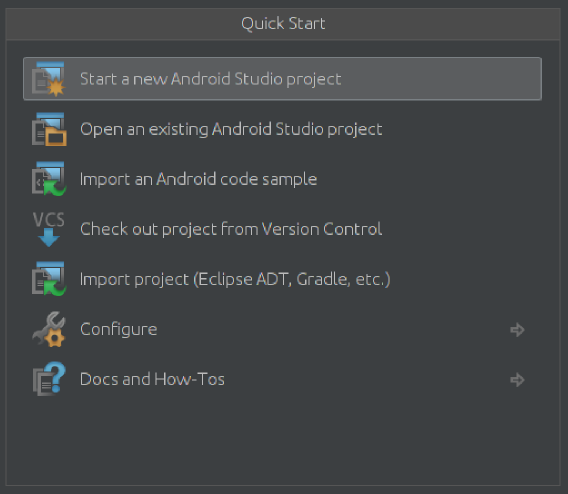 Quick Start
Start a new Android Studio project
Open an existing Android Studio project
Import an Android code sample
VCS
Check out project from Version Control
Import project (Eclipse ADT, Gradle, etc.)
Configure
Docs and How-Tos